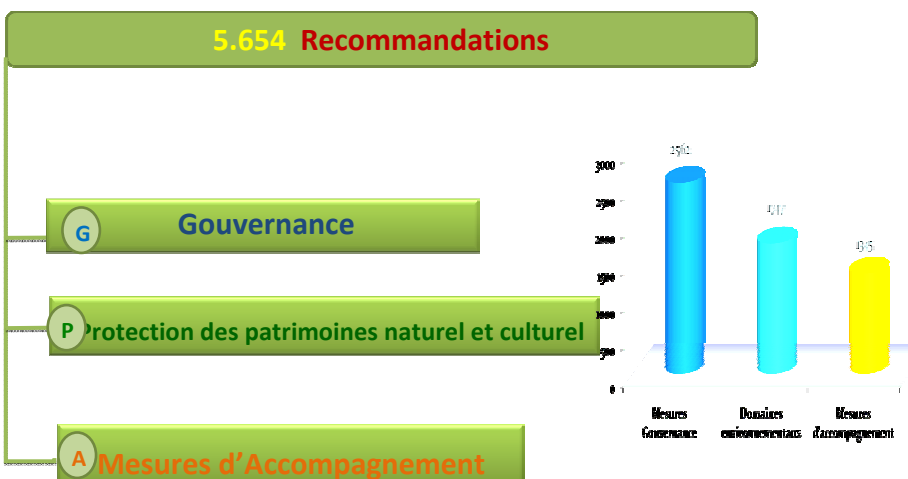 5.654 Recommandations
G Gouvernance
P Protection des patrimoines naturel et culturel
A Mesures d'Accompagnement
3000
2500
2000
1500
1000
500
0
Mesures Gouvernance
Domaines environnementaux
Mesures d'accompagnement